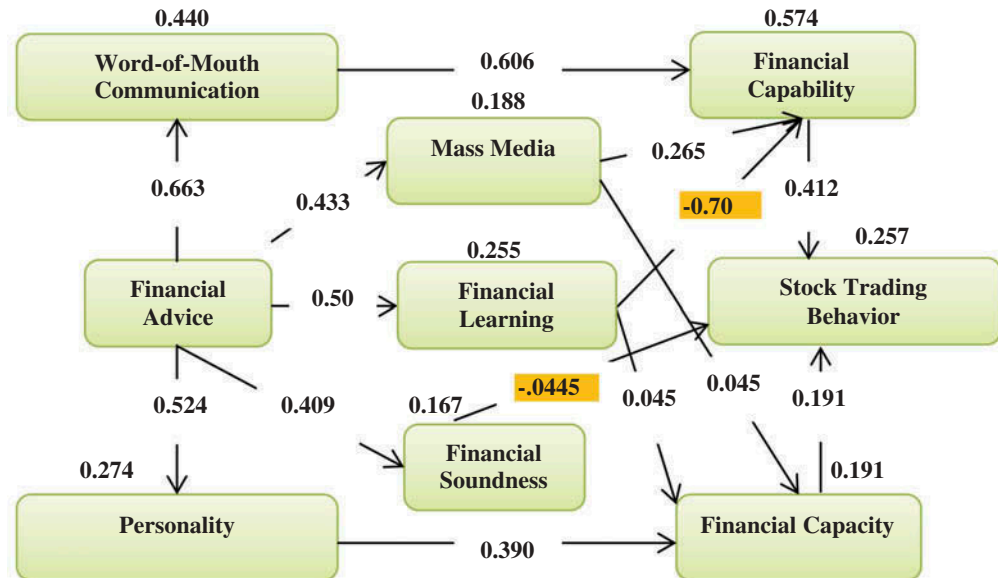 0.440
0.574
Word-of-Mouth
Communication
0.606
Financial
Capability
0.188
Mass Media
0.265
0.412
0.663
0.433
-0.70
0.257
0.255
Financial
Advice
0.50
Financial
Learning
Stock Trading
Behavior
-.0445
0.524
0.409
0.167
0.045
0.045
0.191
Financial
Soundness
0.274
0.191
Personality
0.390
Financial Capacity